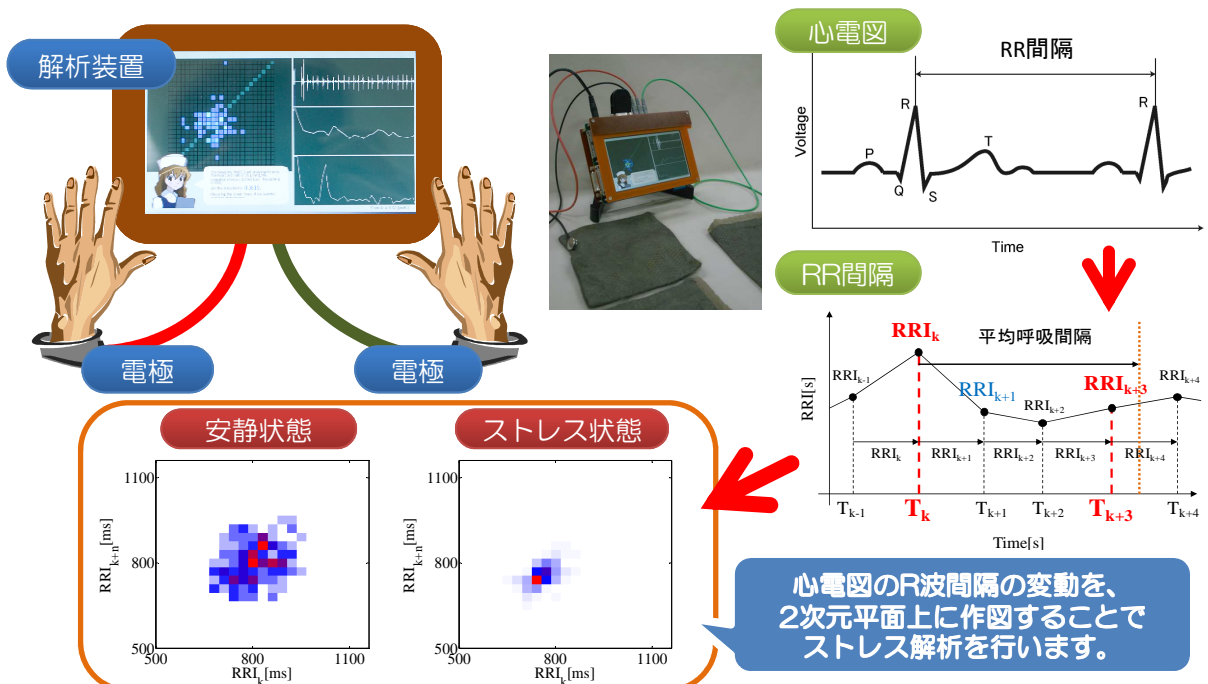 解析装置
電極
電極
心電図
RR間隔
Voltage
R
R
P
Q
S
T
Time
RR間隔
RRI[s]
RRIₖ
平均呼吸間隔
RRIₖ₋₁
RRIₖ₊₁
RRIₖ₊₂
RRIₖ₊₃
RRIₖ₊₄
RRIₖ
RRIₖ₊₁
RRIₖ₊₂
RRIₖ₊₃
RRIₖ₊₄
Tₖ₋₁
Tₖ
Tₖ₊₁
Tₖ₊₂
Tₖ₊₃
Tₖ₊₄
Time[s]
安静状態
1100
800
500
RRIₖ₊ₙ[ms]
500
800
1100
RRIₖ[ms]
ストレス状態
1100
800
500
RRIₖ₊ₙ[ms]
500
800
1100
RRIₖ[ms]
心電図のR波間隔の変動を、
2次元平面上に作図することで
ストレス解析を行います。